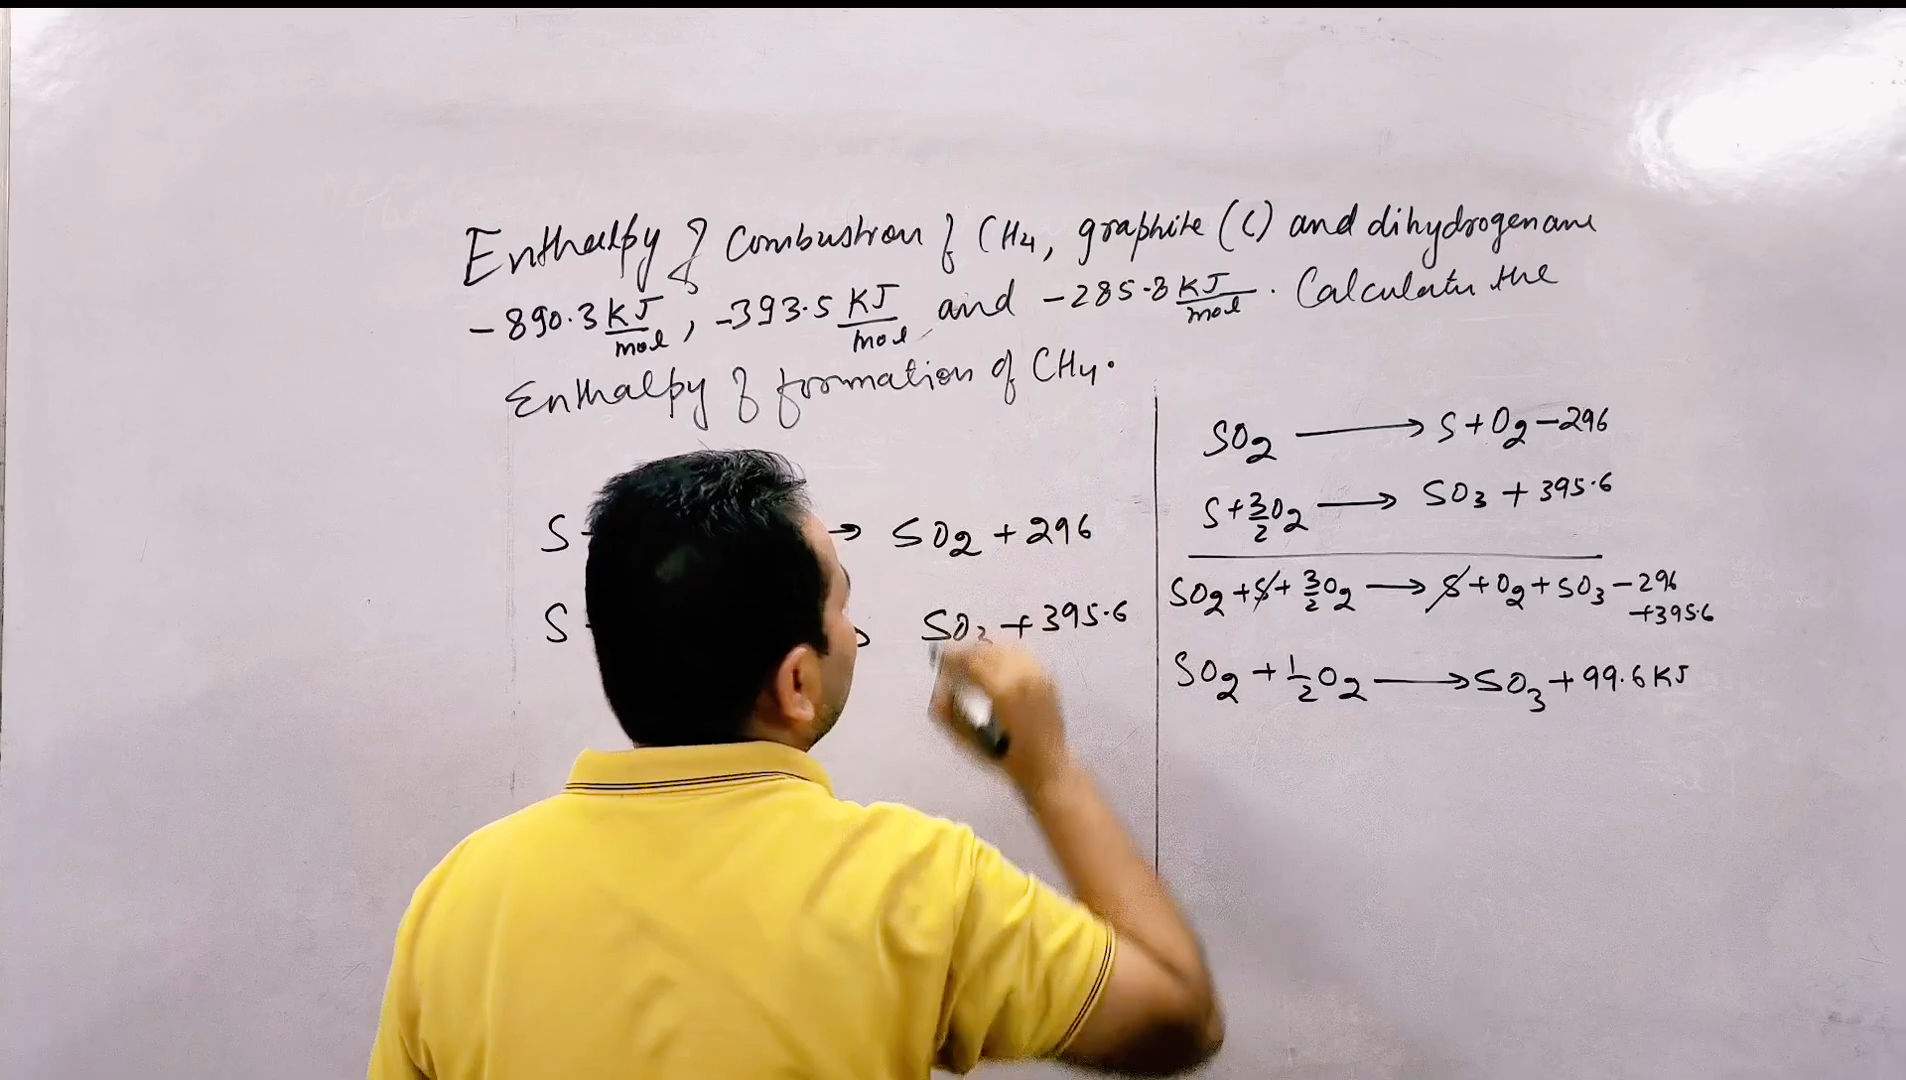 Enthalpy of combustion of CH4, graphite (C) and dihydrogen are
-890.3 KJ/mol, -393.5 KJ/mol and -285.8 KJ/mol. Calculate the
Enthalpy of formation of CH4.
S → SO2 + 296
S SO3 + 395.6
SO2 → S + O2 - 296
S + 3/2 O2 → SO3 + 395.6
SO2 + S + 3/2 O2 → S + O2 + SO3 - 296
+395.6
SO2 + 1/2 O2 → SO3 + 99.6 KJ